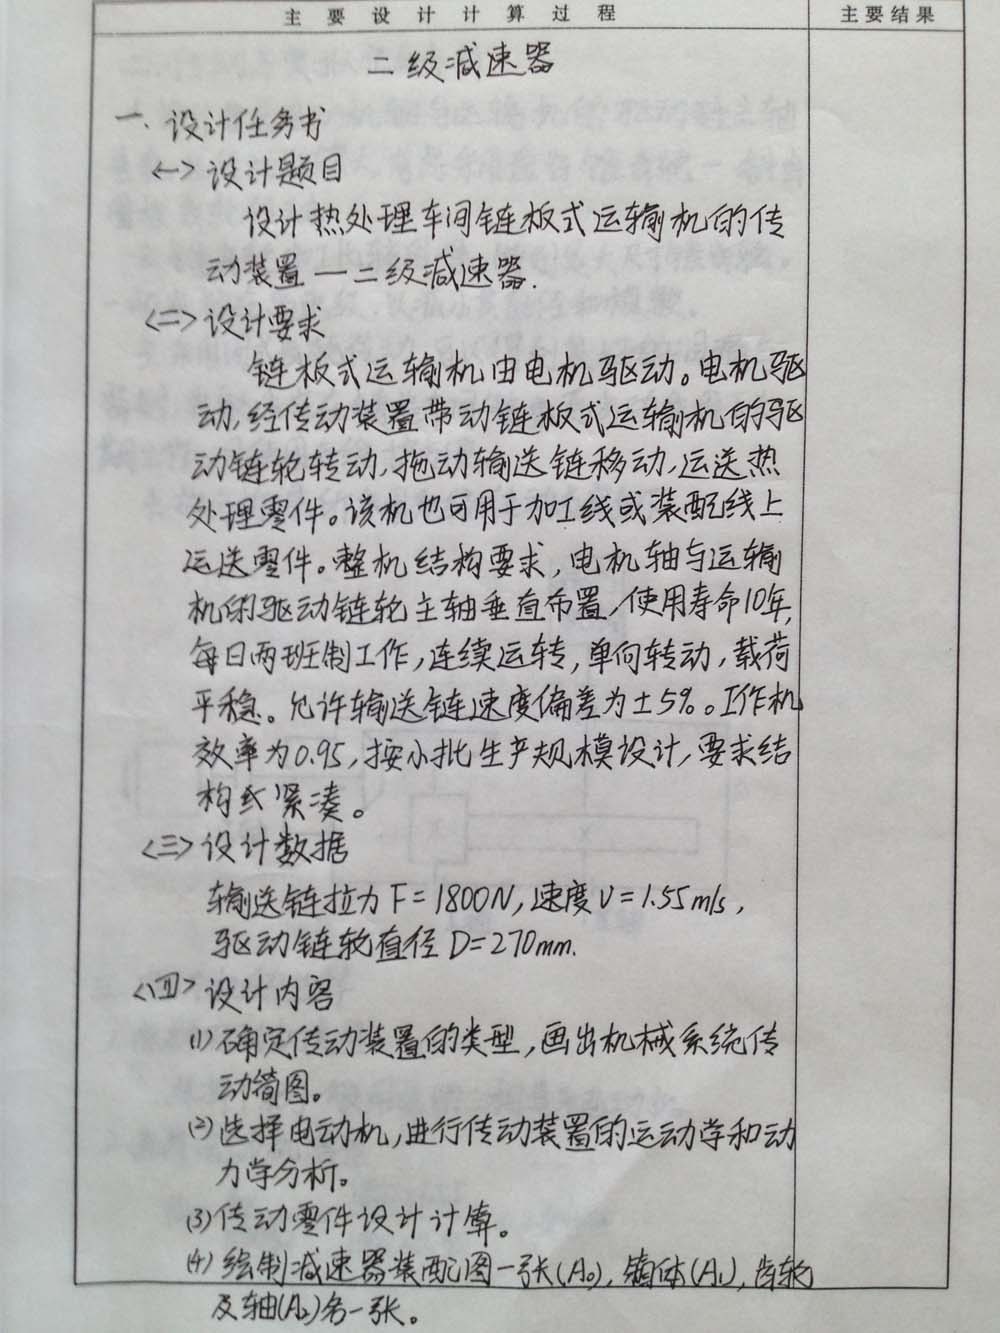 主要设计计算过程 主要结果
二级减速器
一、设计任务书
<一> 设计题目
设计热处理车间链板式运输机的传
动装置—二级减速器.
<二> 设计要求
链板式运输机由电机驱动。电机驱
动,经传动装置带动链板式运输机的驱
动链轮转动,拖动输送链移动,运送热
处理零件。该机也可用于加工线或装配线上
运送零件。整机结构要求,电机轴与运输
机的驱动链轮主轴垂直布置,使用寿命10年,
每日两班制工作,连续运转,单向转动,载荷
平稳。允许输送链速度偏差为±5%。工作机
效率为0.95,按小批生产规模设计,要求结
构紧凑。
<三> 设计数据
输送链拉力F=1800N,速度V=1.55m/s,
驱动链轮直径D=270mm.
<四> 设计内容
(1) 确定传动装置的类型,画出机械系统传
动简图。
(2) 选择电动机,进行传动装置的运动学和动
力学分析。
(3) 传动零件设计计算。
(4) 绘制减速器装配图一张(A0),箱体(A1),齿轮
及轴(A2)各一张。